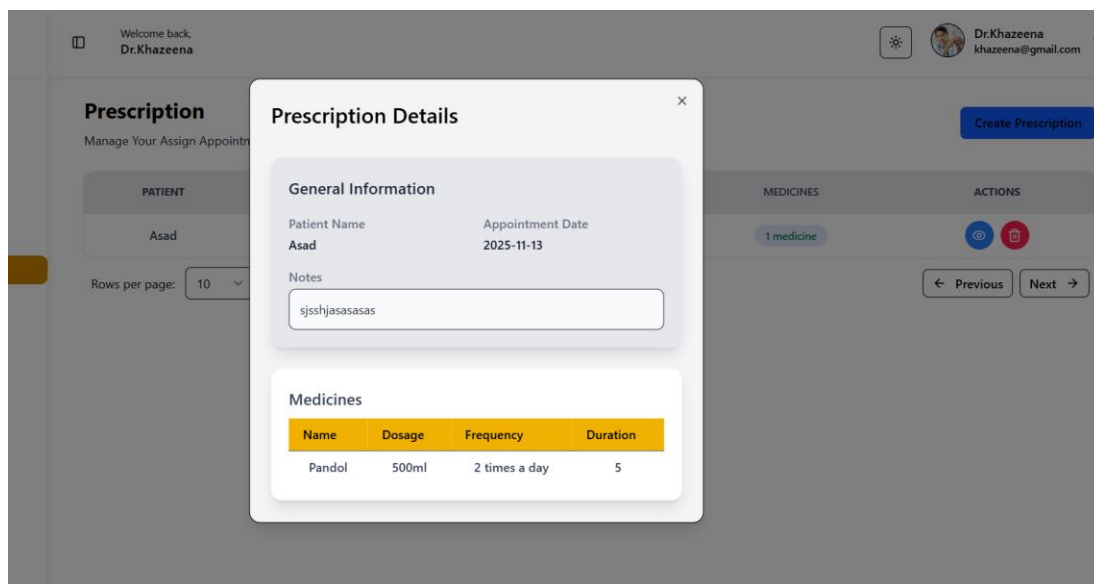 Welcome back,
Dr.Khazeena
Dr.Khazeena
khazeena@gmail.com
Prescription
Manage Your Assign Appointn
Create Prescription
PATIENT
MEDICINES
ACTIONS
Asad
1 medicine
Rows per page: 10
← Previous
Next →
Prescription Details
General Information
Patient Name
Appointment Date
Asad
2025-11-13
Notes
sjsshjasasasas
Medicines
Name Dosage Frequency Duration
Pandol 500ml 2 times a day 5